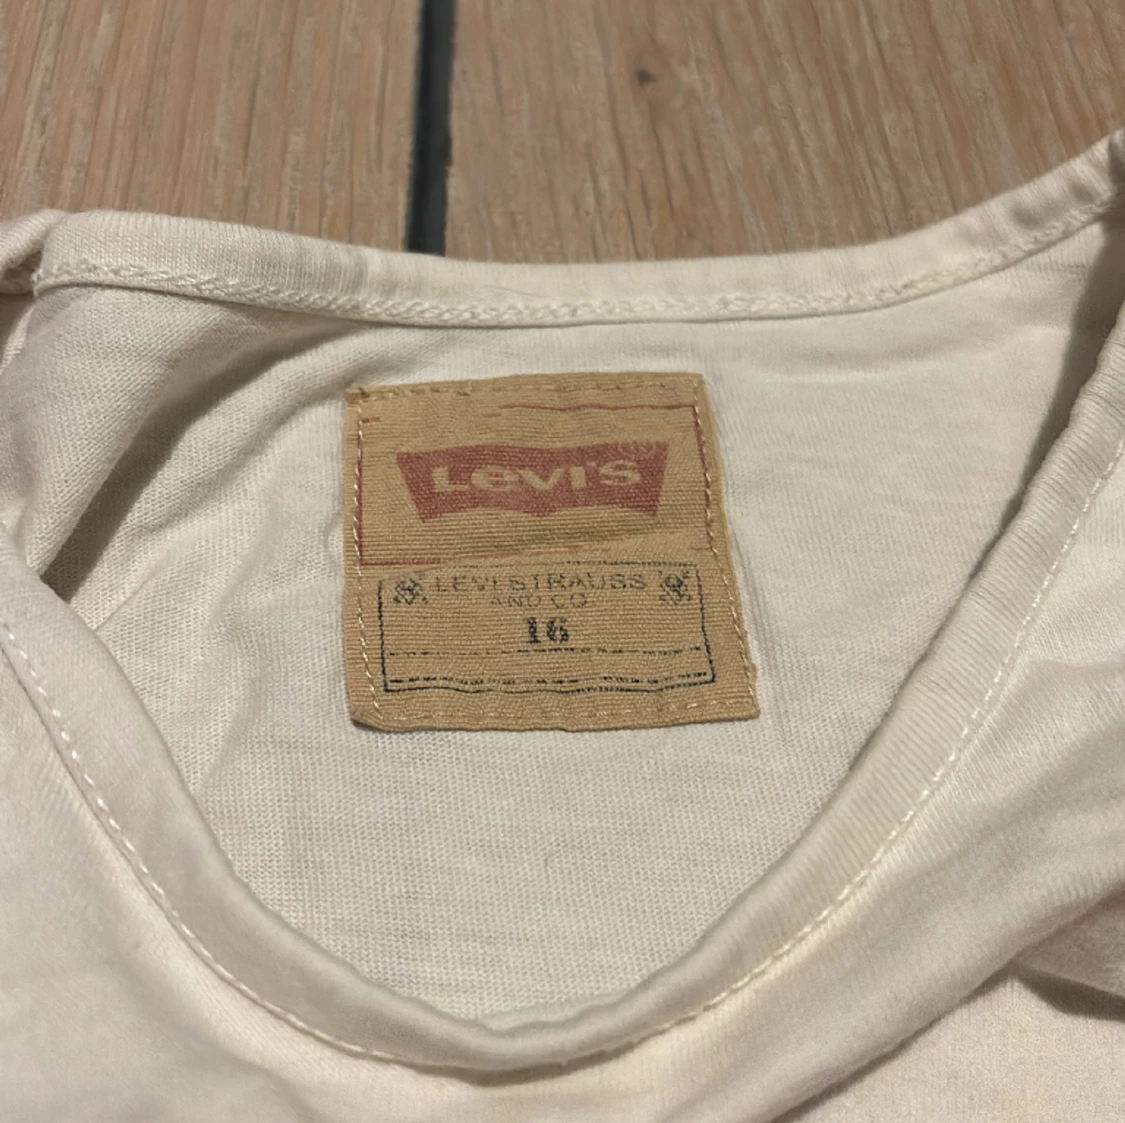 Levi's
LEVI STRAUSS
AND CO
16